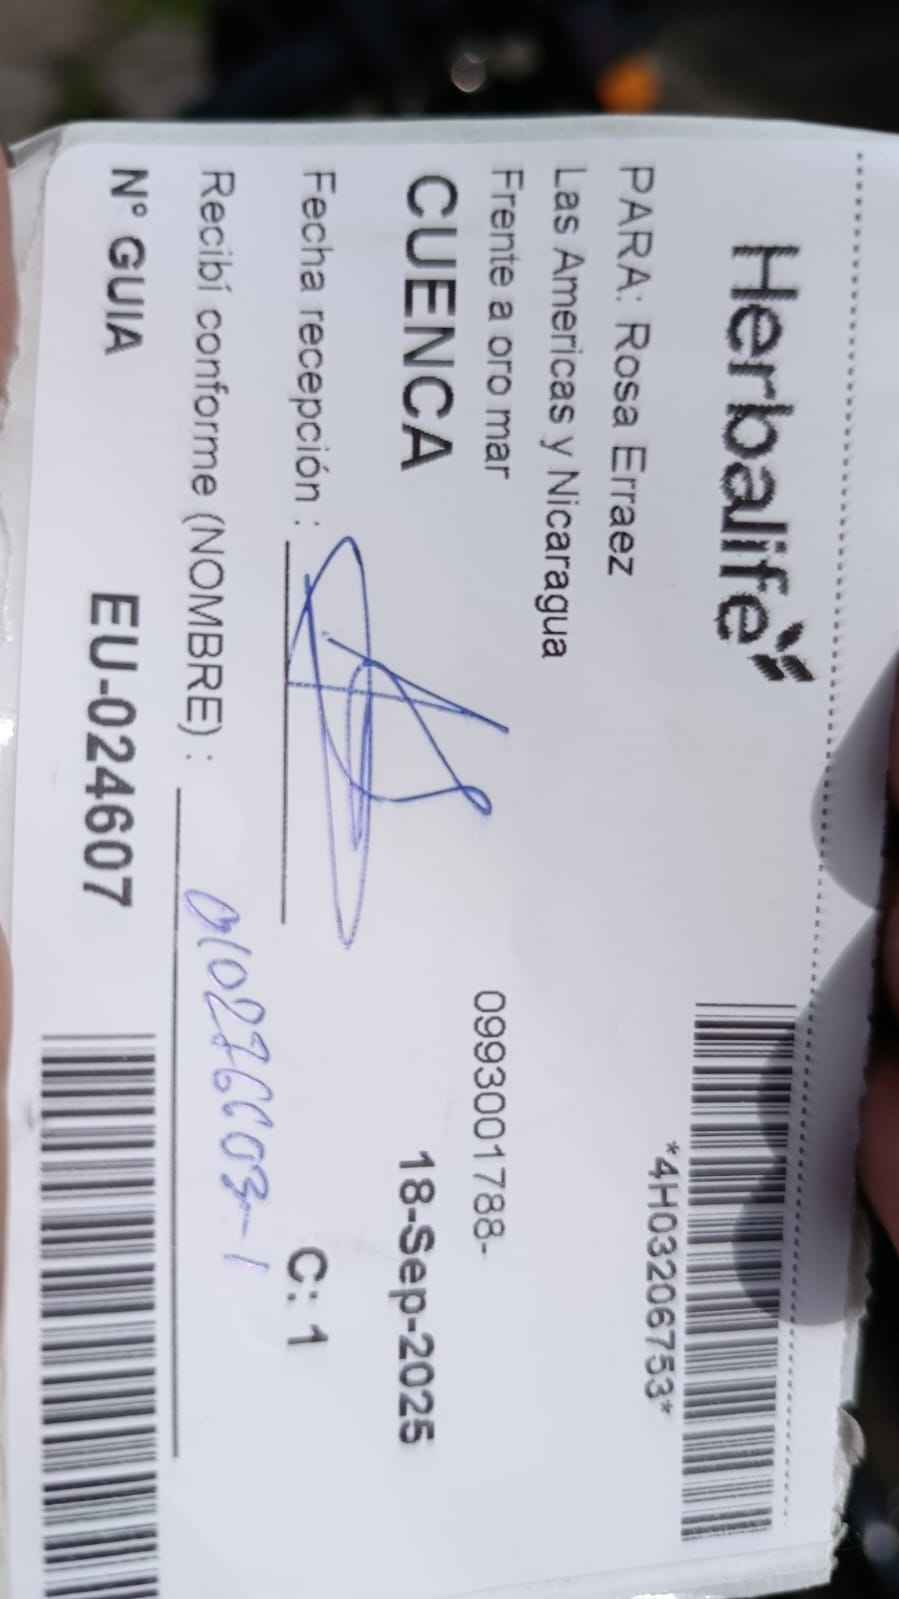 Herbalife
*4H03206753*
PARA: Rosa Erraez
Las Americas y Nicaragua
Frente a oro mar
0993001788-
CUENCA
18-Sep-2025
Fecha recepción :
C: 1
Recibí conforme (NOMBRE) :
N° GUIA
EU-024607